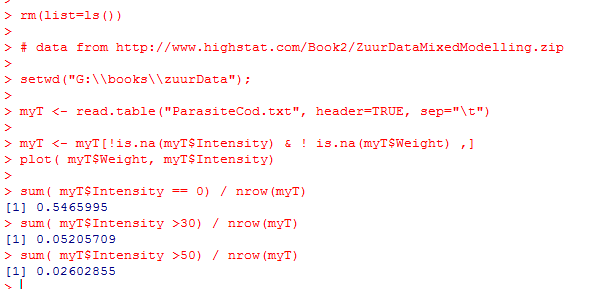 >
> rm(list=ls())
>
> # data from http://www.highstat.com/Book2/ZuurDataMixedModelling.zip
>
> setwd("G:\\books\\zuurData");
>
> myT <- read.table("ParasiteCod.txt", header=TRUE, sep="\t")
>
> myT <- myT[!is.na(myT$Intensity) & ! is.na(myT$Weight) ,]
> plot( myT$Weight, myT$Intensity)
>
> sum( myT$Intensity == 0) / nrow(myT)
[1] 0.5465995
> sum( myT$Intensity >30) / nrow(myT)
[1] 0.05205709
> sum( myT$Intensity >50) / nrow(myT)
[1] 0.02602855
>